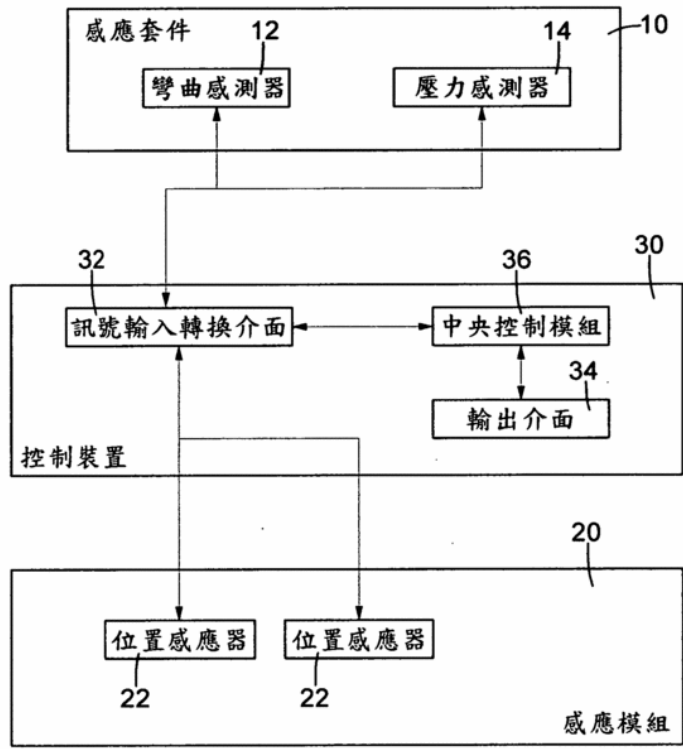 感應套件
12
14
10
彎曲感測器
壓力感測器
30
32
36
訊號輸入轉換介面
中央控制模組
34
輸出介面
控制裝置
20
位置感應器
位置感應器
22
22
感應模組